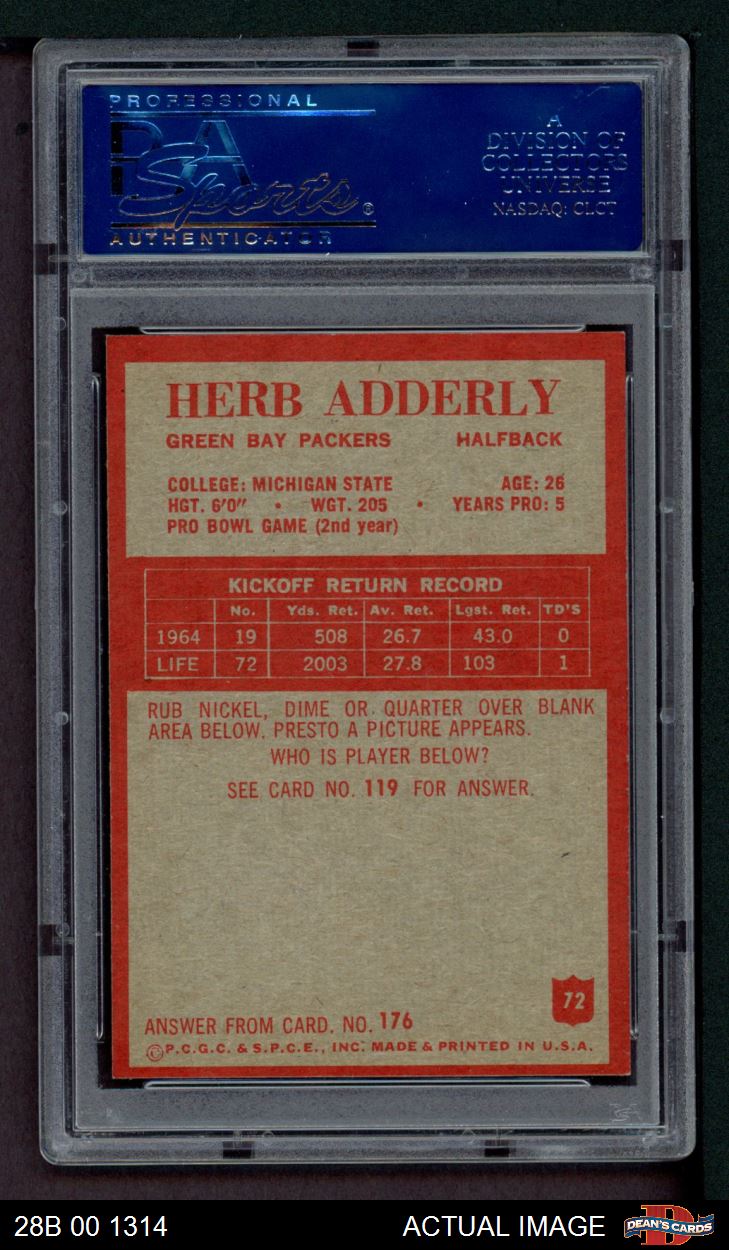 PROFESSIONAL
PSA
Sports®
AUTHENTICATOR
A
DIVISION OF
COLLECTORS
UNIVERSE
NASDAQ: CLCT
HERB ADDERLY
GREEN BAY PACKERS HALFBACK
COLLEGE: MICHIGAN STATE AGE: 26
HGT. 6'0" • WGT. 205 • YEARS PRO: 5
PRO BOWL GAME (2nd year)
KICKOFF RETURN RECORD
No. Yds. Ret. Av. Ret. Lgst. Ret. TD'S
1964 19 508 26.7 43.0 0
LIFE 72 2003 27.8 103 1
RUB NICKEL, DIME OR QUARTER OVER BLANK
AREA BELOW. PRESTO A PICTURE APPEARS.
WHO IS PLAYER BELOW?
SEE CARD NO. 119 FOR ANSWER.
72
ANSWER FROM CARD. NO. 176
©P.C.G.C. & S.P.C.E., INC. MADE & PRINTED IN U.S.A.
28B 00 1314 ACTUAL IMAGE
D
DEAN'S CARDS